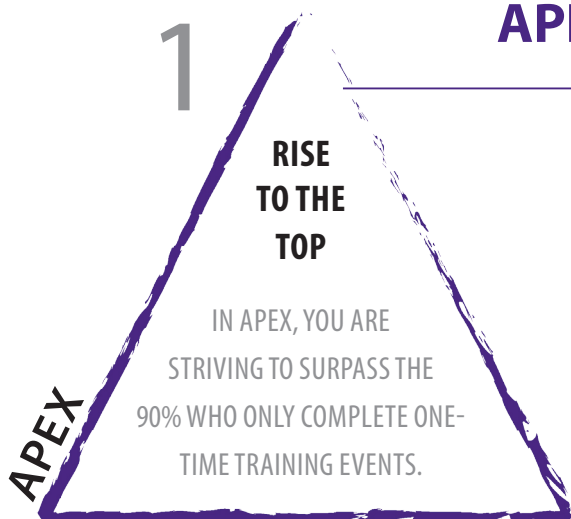 1
RISE
TO THE
TOP
IN APEX, YOU ARE
STRIVING TO SURPASS THE
90% WHO ONLY COMPLETE ONE-
TIME TRAINING EVENTS.
APEX